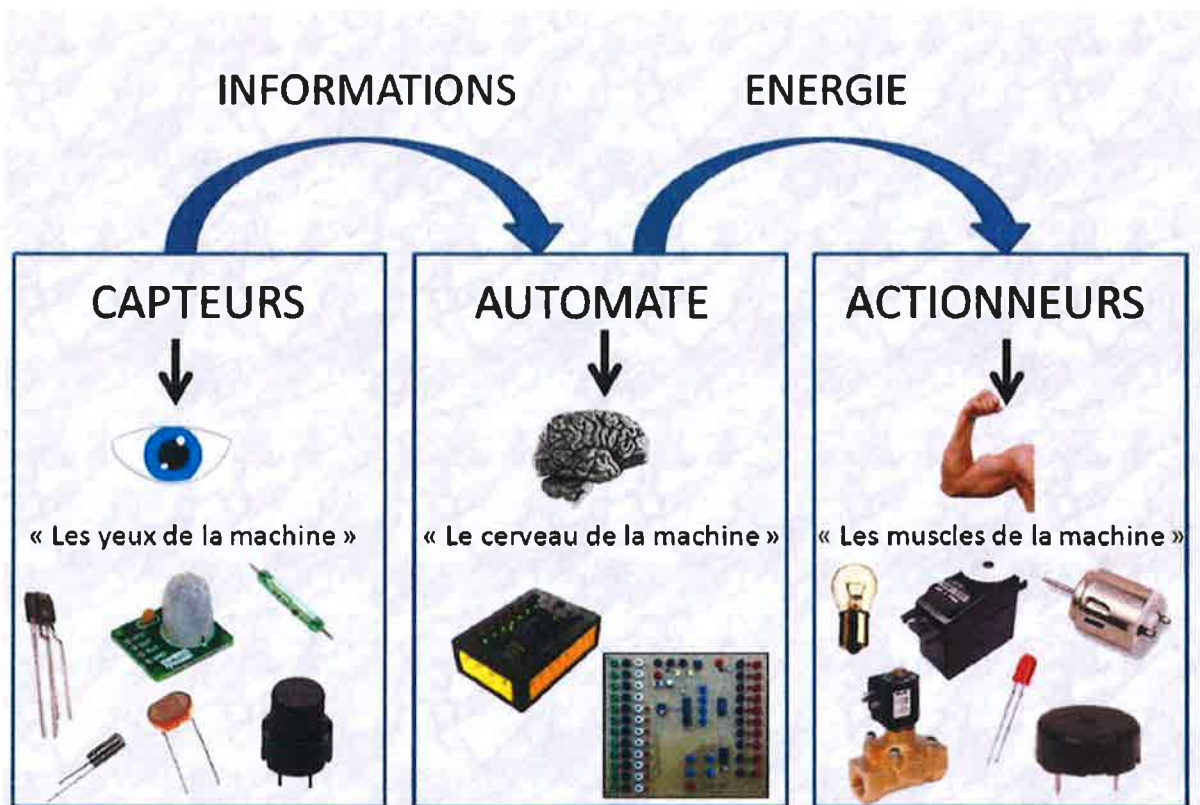 INFORMATIONS
ENERGIE
CAPTEURS
« Les yeux de la machine »
AUTOMATE
« Le cerveau de la machine »
ACTIONNEURS
« Les muscles de la machine »